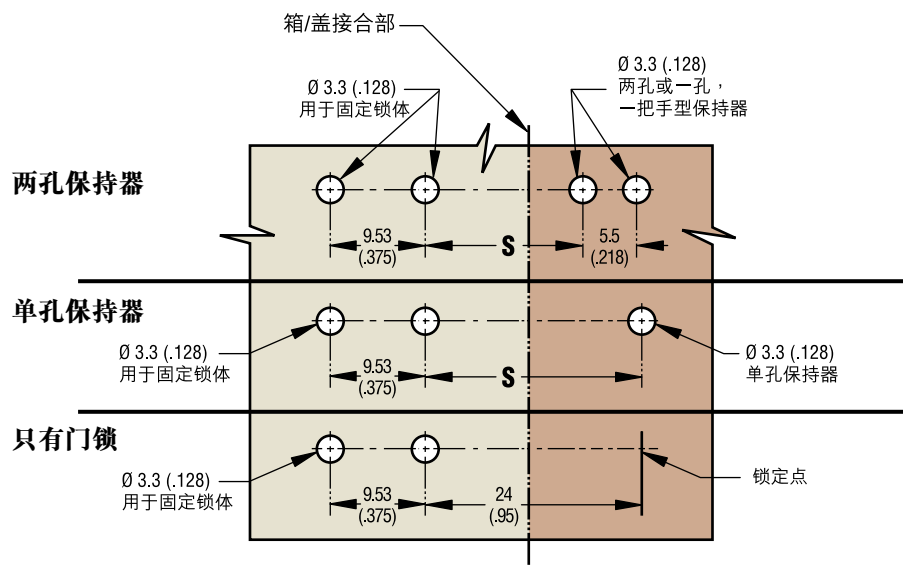 箱/盖接合部
Ø 3.3 (.128)
用于固定锁体
Ø 3.3 (.128)
两孔或一孔，
一把手型保持器
两孔保持器
9.53
(.375)
S
5.5
(.218)
单孔保持器
Ø 3.3 (.128)
用于固定锁体
9.53
(.375)
S
Ø 3.3 (.128)
单孔保持器
只有门锁
Ø 3.3 (.128)
用于固定锁体
9.53
(.375)
24
(.95)
锁定点